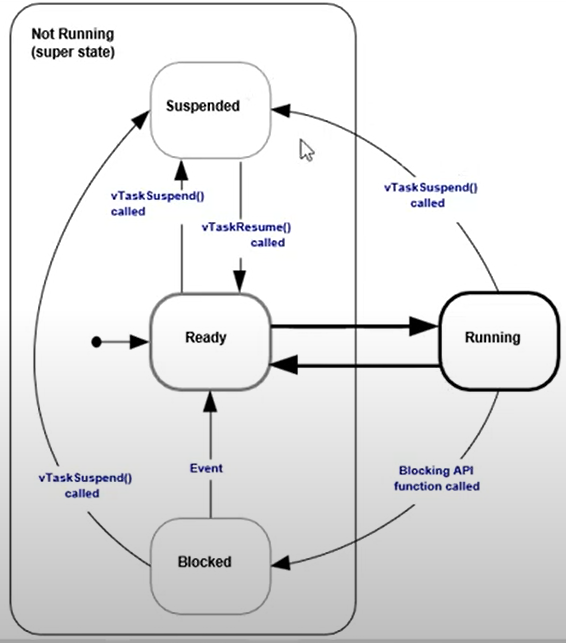 Not Running
(super state)
Suspended
vTaskSuspend()
called
vTaskResume()
called
vTaskSuspend()
called
Ready
Running
Event
vTaskSuspend()
called
Blocking API
function called
Blocked